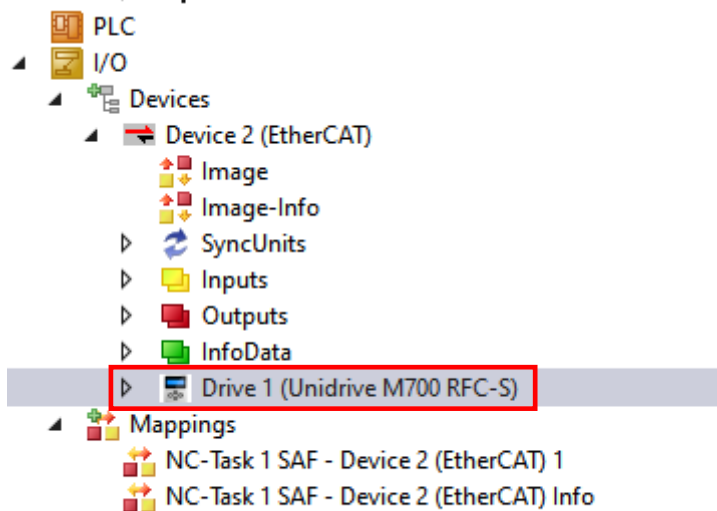 PLC
I/O
Devices
Device 2 (EtherCAT)
Image
Image-Info
SyncUnits
Inputs
Outputs
InfoData
Drive 1 (Unidrive M700 RFC-S)
Mappings
NC-Task 1 SAF - Device 2 (EtherCAT) 1
NC-Task 1 SAF - Device 2 (EtherCAT) Info